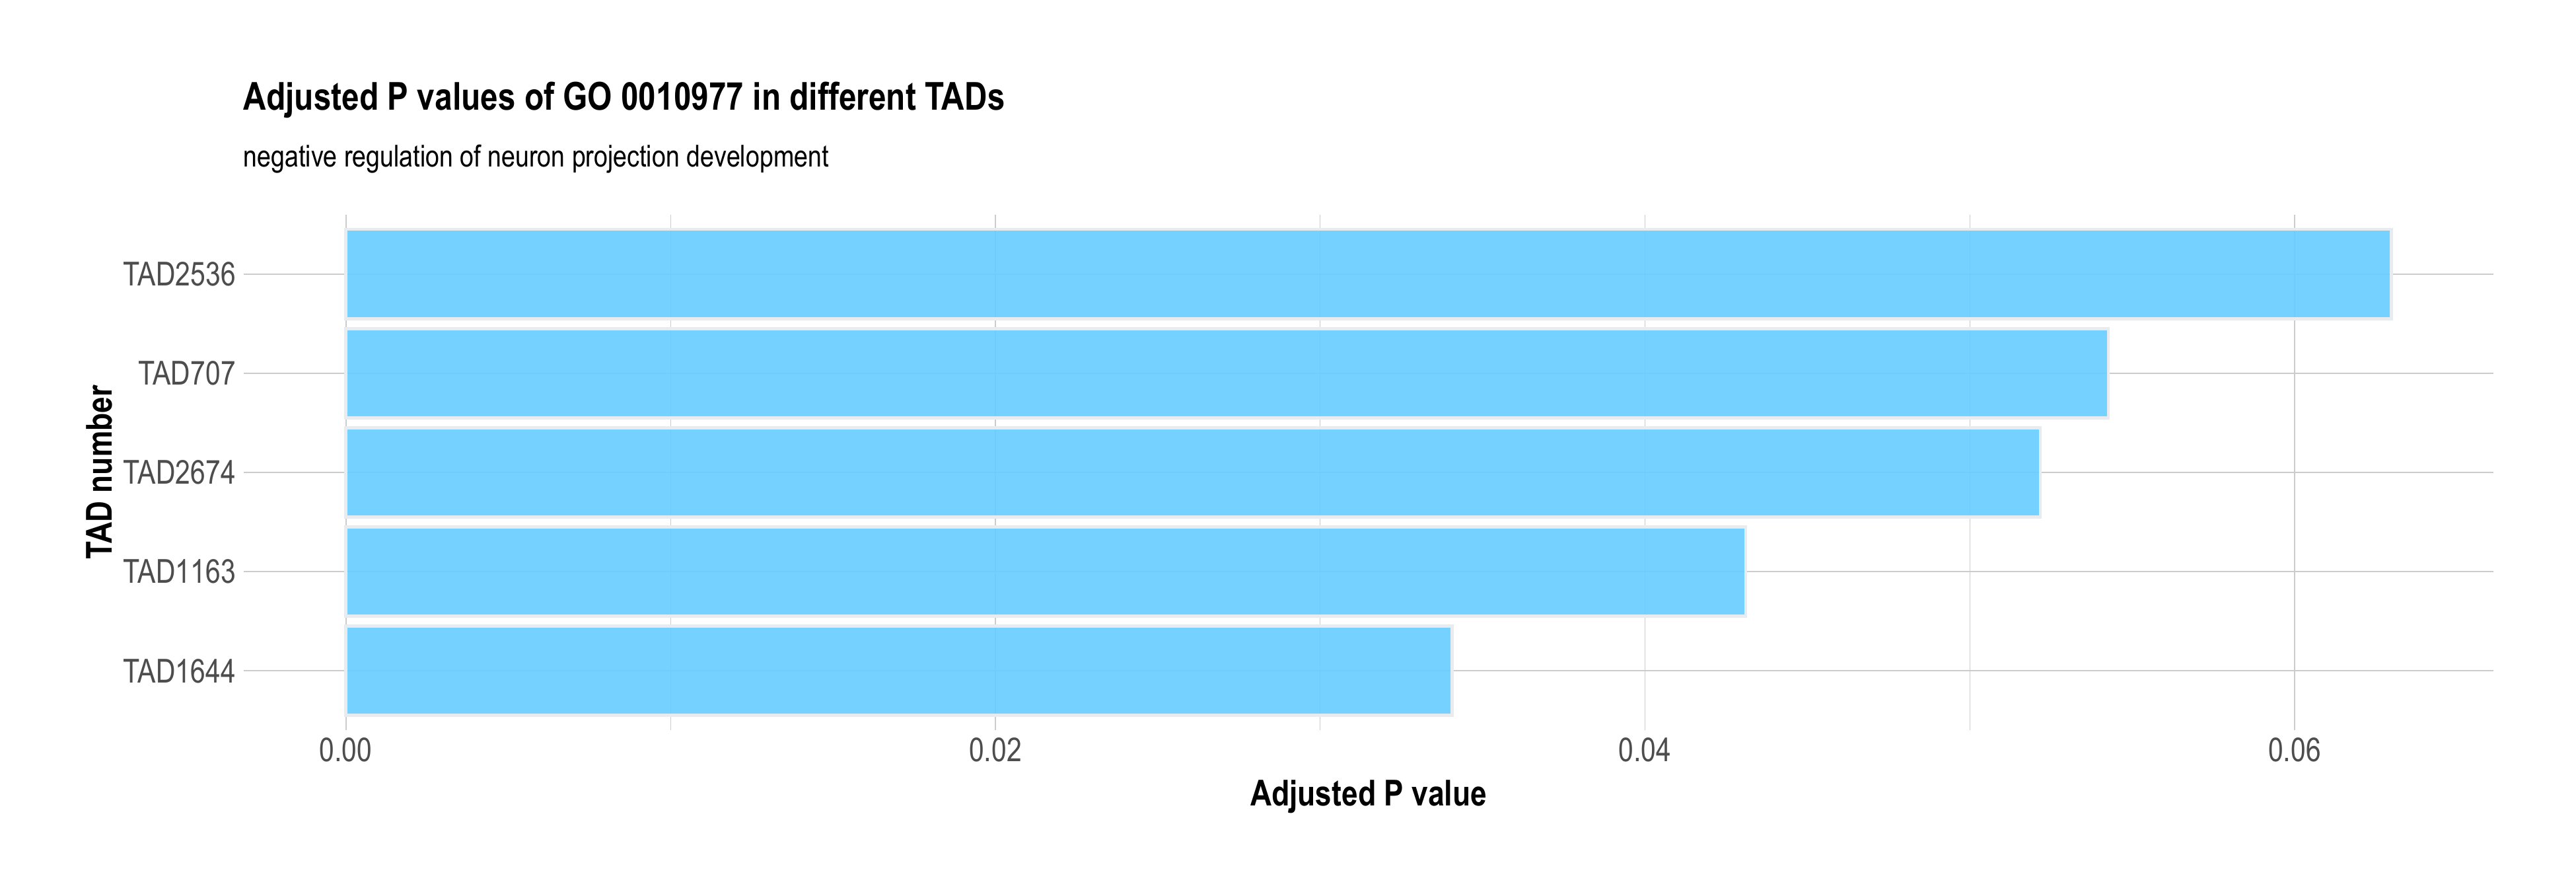 Adjusted P values of GO 0010977 in different TADs
negative regulation of neuron projection development
TAD number
TAD2536
TAD707
TAD2674
TAD1163
TAD1644
0.00 0.02 0.04 0.06
Adjusted P value